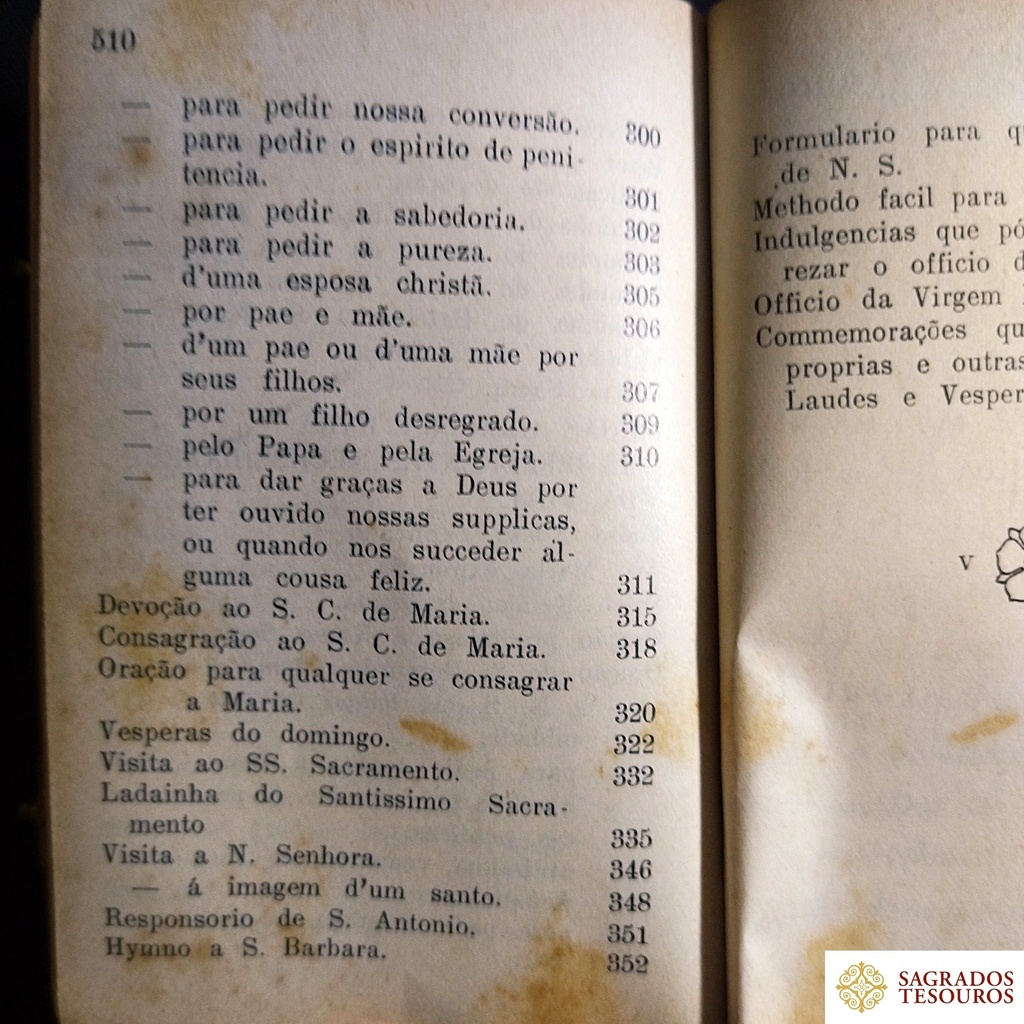 510
— para pedir nossa conversão. 300
— para pedir o espirito de peni-
tencia. 301
— para pedir a sabedoria. 302
— para pedir a pureza. 303
— d'uma esposa christã. 305
— por pae e mãe. 306
— d'um pae ou d'uma mãe por
seus filhos. 307
— por um filho desregrado. 309
— pelo Papa e pela Egreja. 310
— para dar graças a Deus por
ter ouvido nossas supplicas,
ou quando nos succeder al-
guma cousa feliz. 311
Devoção ao S. C. de Maria. 315
Consagração ao S. C. de Maria. 318
Oração para qualquer se consagrar
a Maria. 320
Vesperas do domingo. 322
Visita ao SS. Sacramento. 332
Ladainha do Santissimo Sacra-
mento 335
Visita a N. Senhora. 346
— á imagem d'um santo. 348
Responsorio de S. Antonio. 351
Hymno a S. Barbara. 352
Formulario para q
de N. S.
Methodo facil para
Indulgencias que pó
rezar o officio d
Officio da Virgem
Commemorações qu
proprias e outras
Laudes e Vesper
V
SAGRADOS
TESOUROS